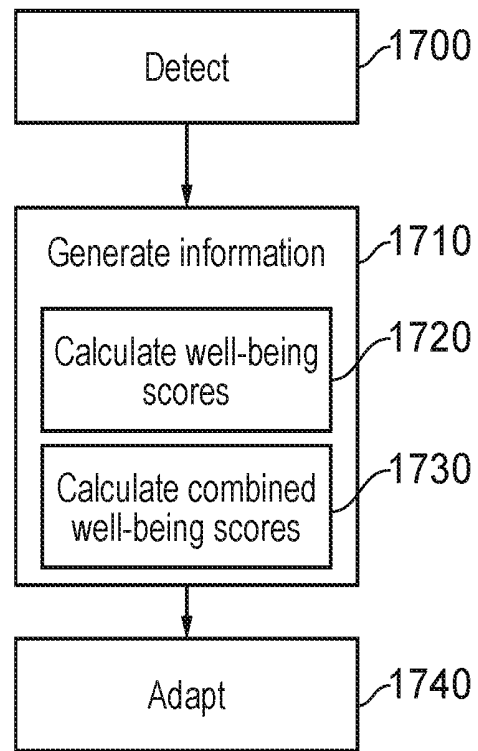 Detect
1700
Generate information
1710
Calculate well-being
scores
1720
Calculate combined
well-being scores
1730
Adapt
1740